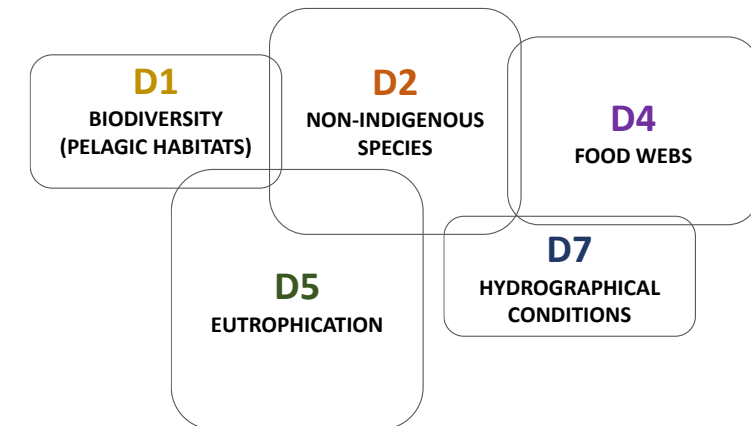 D1
BIODIVERSITY
(PELAGIC HABITATS)
D2
NON-INDIGENOUS
SPECIES
D4
FOOD WEBS
D5
EUTROPHICATION
D7
HYDROGRAPHICAL
CONDITIONS